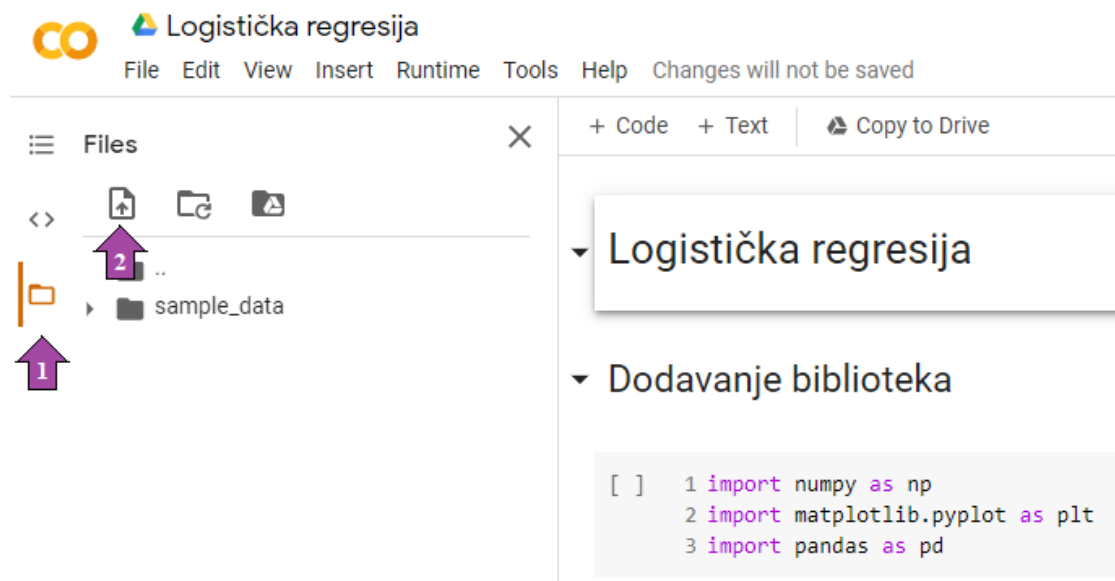 Logistička regresija
File Edit View Insert Runtime Tools Help Changes will not be saved
Files
+ Code + Text Copy to Drive
2
..
sample_data
1
Logistička regresija
Dodavanje biblioteka
[ ] 1 import numpy as np
2 import matplotlib.pyplot as plt
3 import pandas as pd